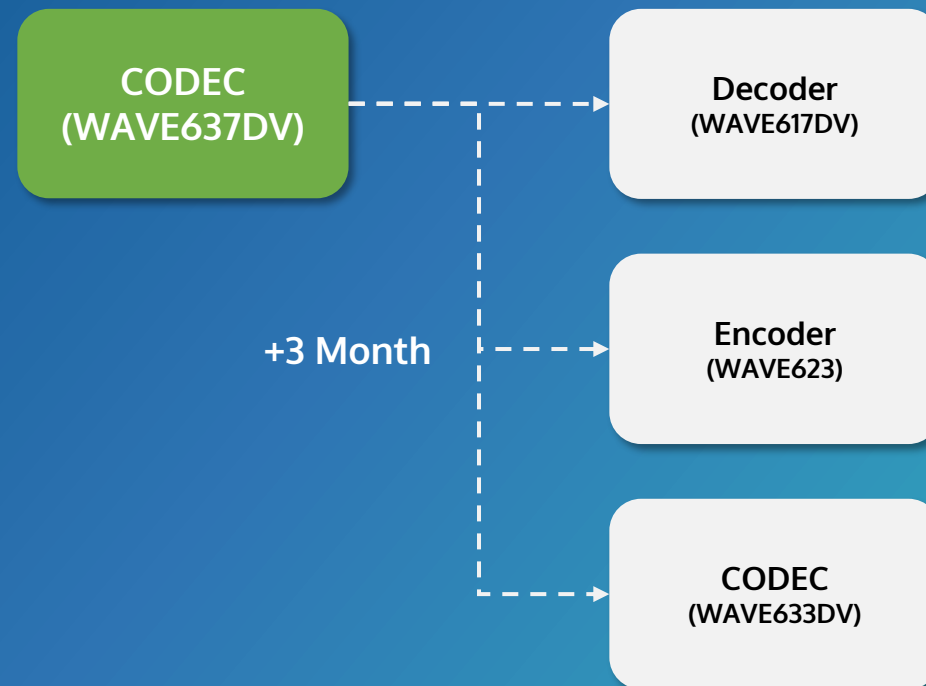 CODEC
(WAVE637DV)
Decoder
(WAVE617DV)
+3 Month
Encoder
(WAVE623)
CODEC
(WAVE633DV)